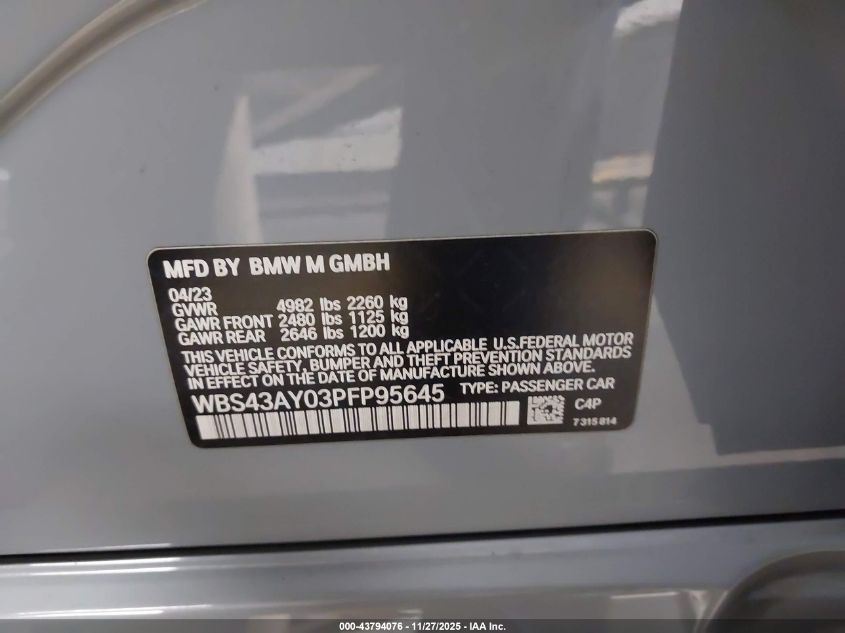 MFD BY BMW M GMBH
04/23
GVWR 4982 lbs 2260 kg
GAWR FRONT 2480 lbs 1125 kg
GAWR REAR 2646 lbs 1200 kg
THIS VEHICLE CONFORMS TO ALL APPLICABLE U.S.FEDERAL MOTOR
VEHICLE SAFETY, BUMPER AND THEFT PREVENTION STANDARDS
IN EFFECT ON THE DATE OF MANUFACTURE SHOWN ABOVE.
WBS43AY03PFP95645 TYPE: PASSENGER CAR
C4P
7 315 814
000-43794076 - 11/27/2025 - IAA Inc.